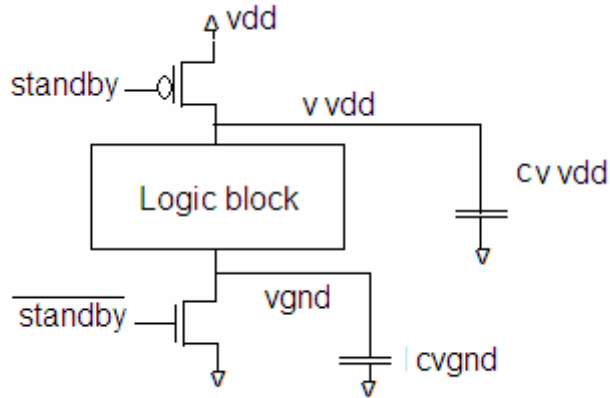 vdd
standby
v vdd
cv vdd
Logic block
vgnd
standby
cvgnd